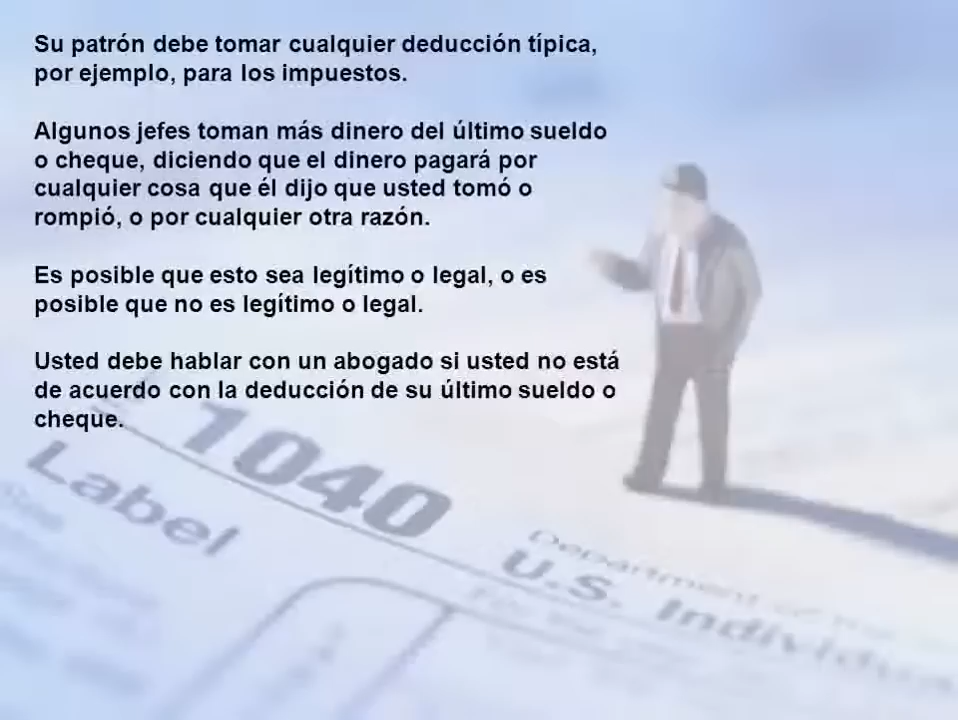 Su patrón debe tomar cualquier deducción típica,
por ejemplo, para los impuestos.
Algunos jefes toman más dinero del último sueldo
o cheque, diciendo que el dinero pagará por
cualquier cosa que él dijo que usted tomó o
rompió, o por cualquier otra razón.
Es posible que esto sea legítimo o legal, o es
posible que no es legítimo o legal.
Usted debe hablar con un abogado si usted no está
de acuerdo con la deducción de su último sueldo o
cheque.
1040
Label
Department of the
U.S. Individual